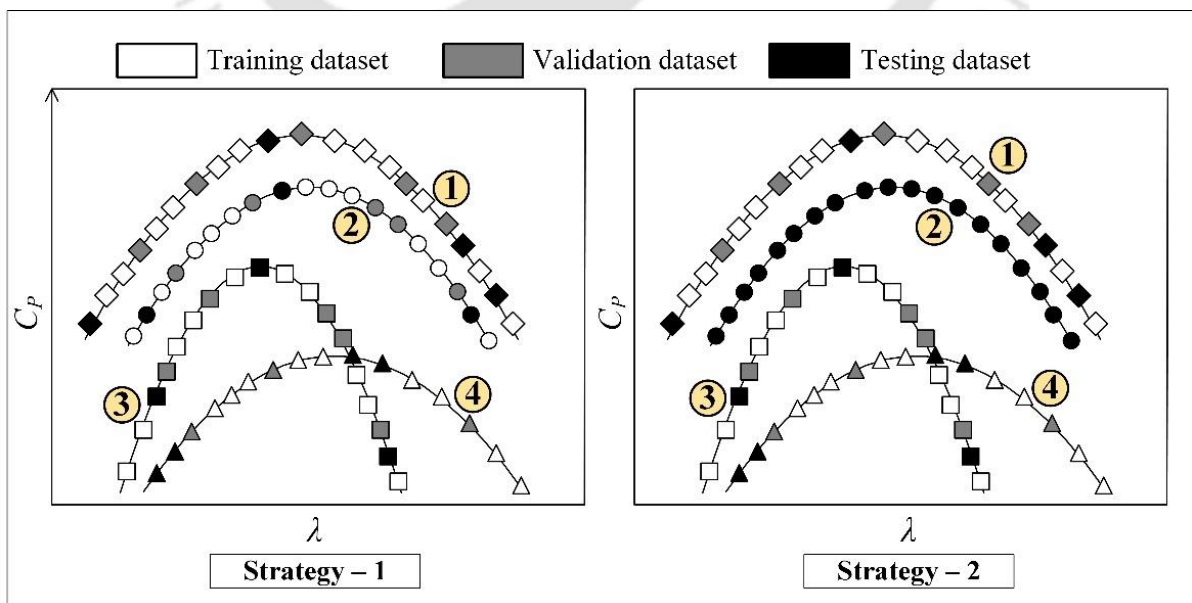 Training dataset Validation dataset Testing dataset
C_P
1
2
3
4
λ
Strategy – 1
C_P
1
2
3
4
λ
Strategy – 2